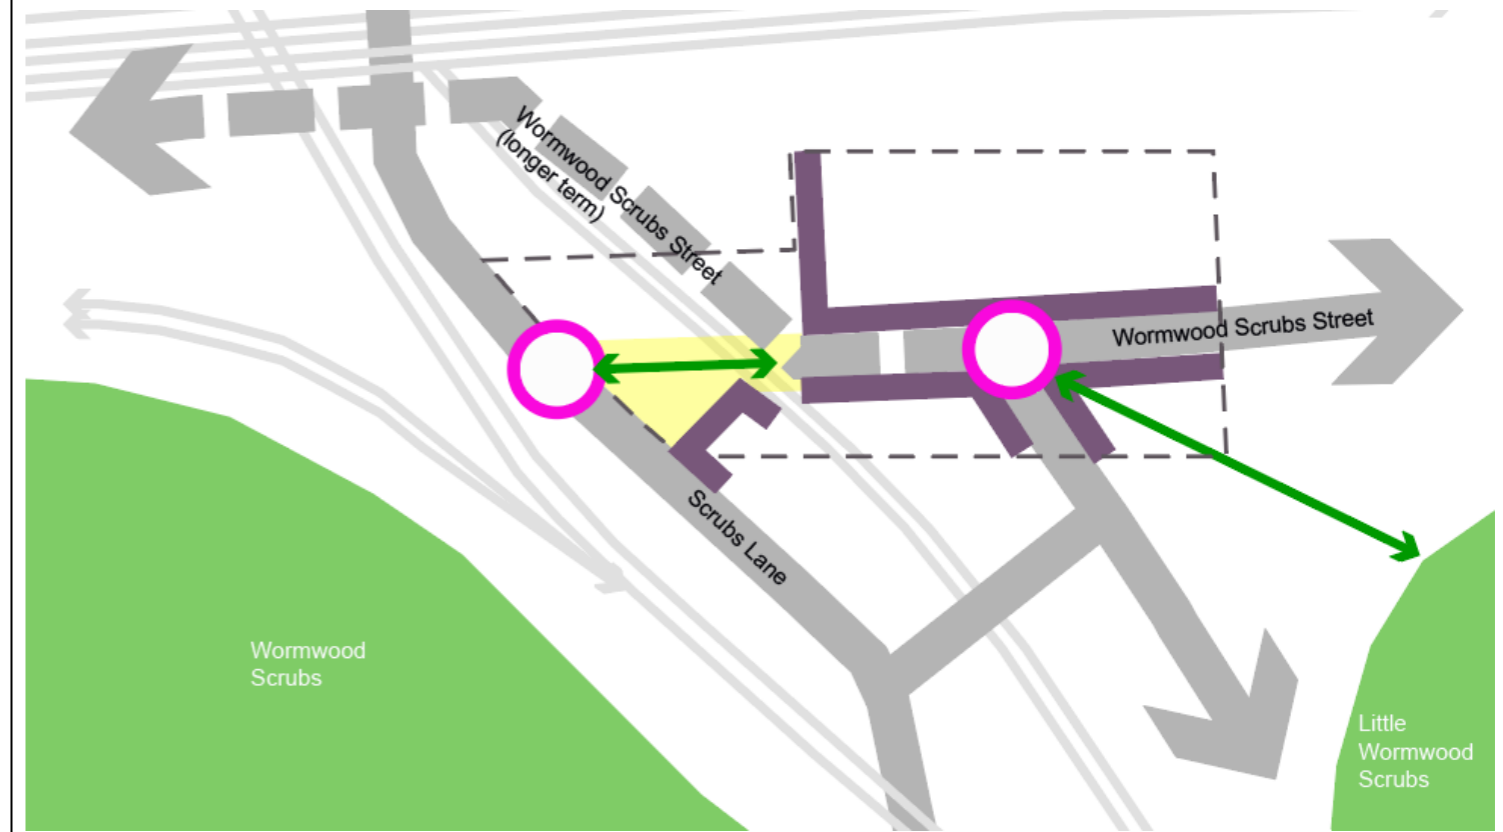 Wormwood Scrubs Street
(longer term)
Wormwood Scrubs Street
Scrubs Lane
Wormwood
Scrubs
Little
Wormwood
Scrubs